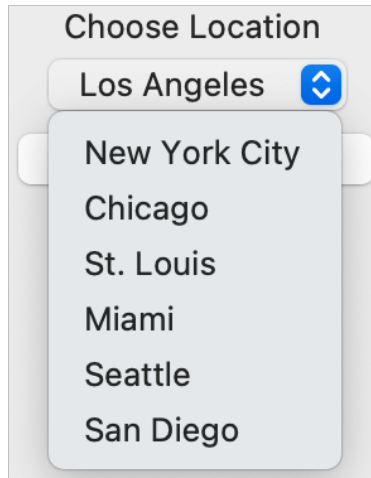 Choose Location
Los Angeles
New York City
Chicago
St. Louis
Miami
Seattle
San Diego